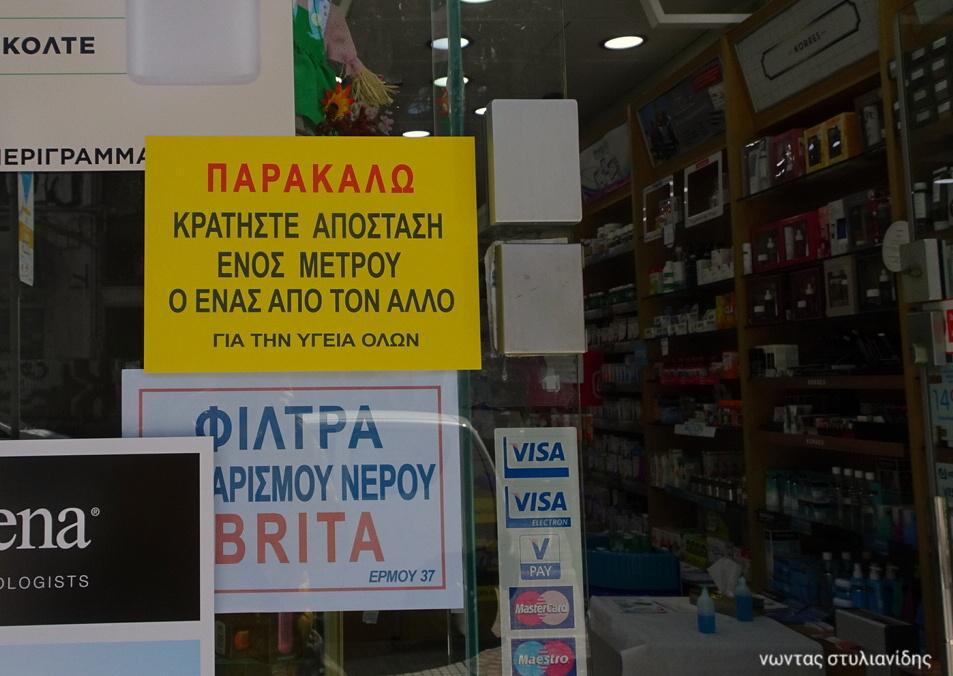 ΚΟΛΤΕ
ΠΕΡΙΓΡΑΜΜΑ
ΠΑΡΑΚΑΛΩ
ΚΡΑΤΗΣΤΕ ΑΠΟΣΤΑΣΗ
ΕΝΟΣ ΜΕΤΡΟΥ
Ο ΕΝΑΣ ΑΠΟ ΤΟΝ ΑΛΛΟ
ΓΙΑ ΤΗΝ ΥΓΕΙΑ ΟΛΩΝ
ΦΙΛΤΡΑ
ΑΡΙΣΜΟΥ ΝΕΡΟΥ
BRITA
ΕΡΜΟΥ 37
ena®
OLOGISTS
VISA
VISA
ELECTRON
V
PAY
MasterCard
Maestro
KORRES
νωντας στυλιανίδης